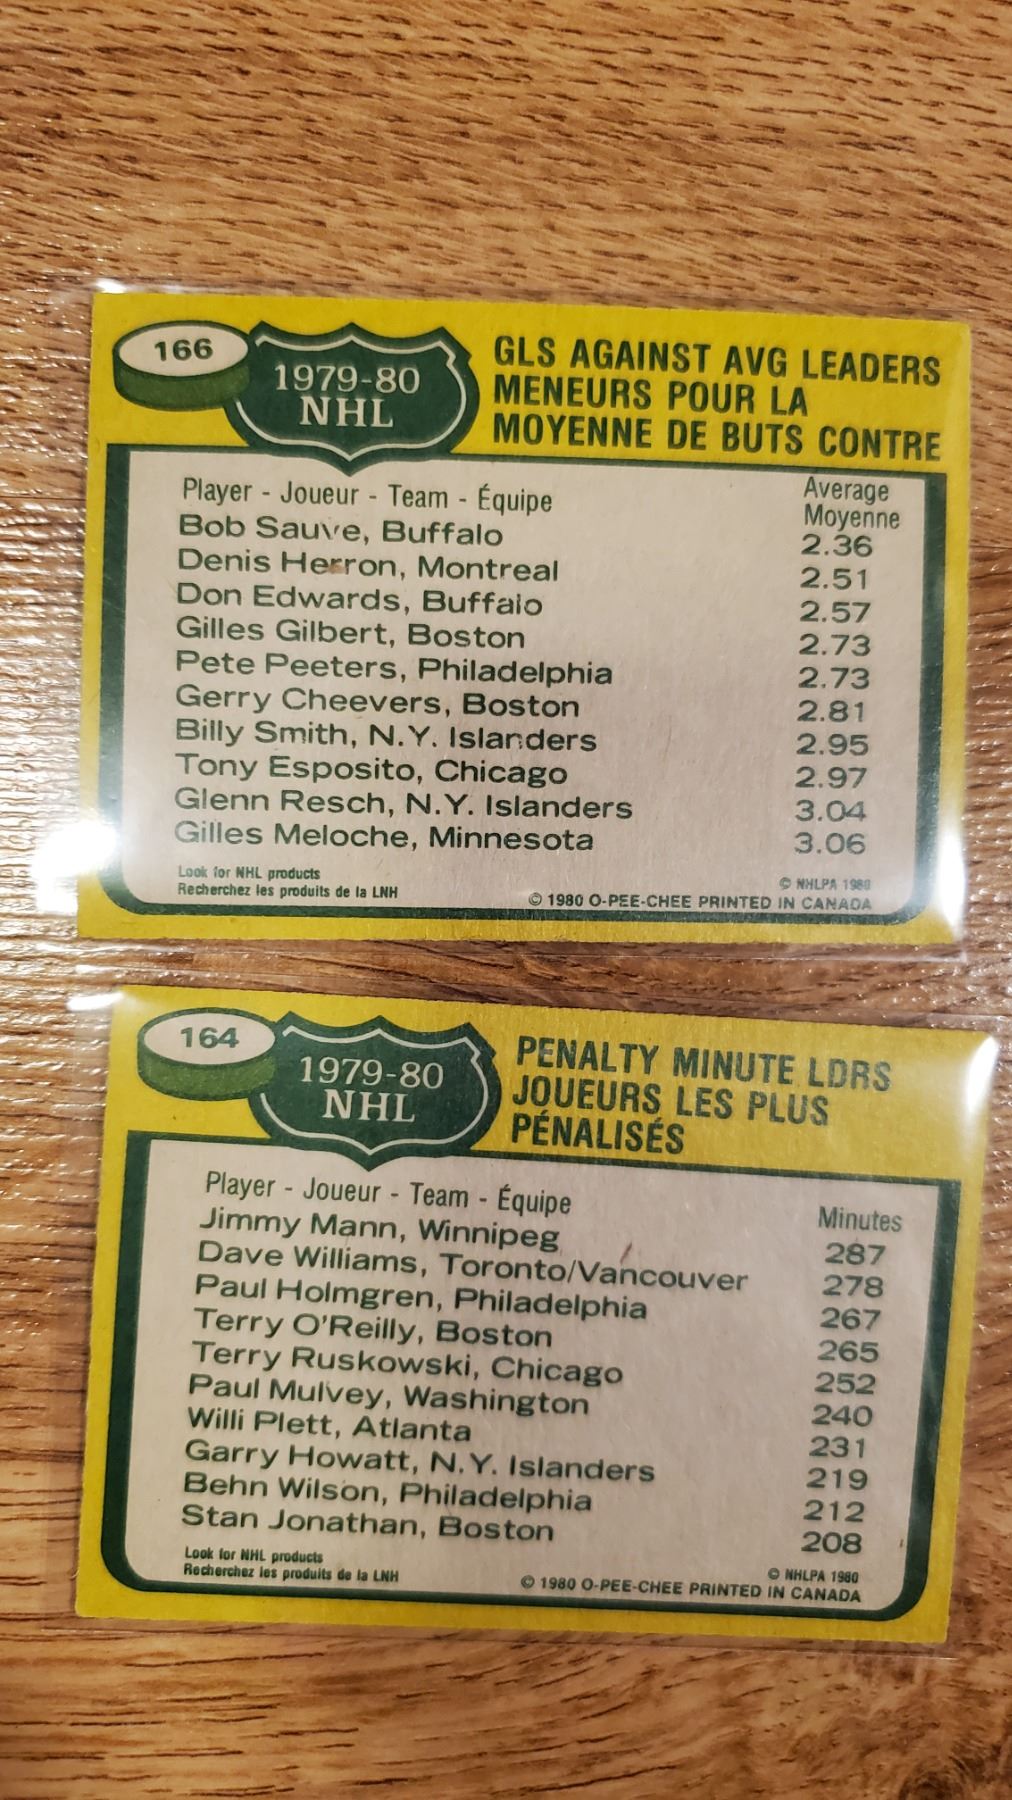 166
1979-80
NHL
GLS AGAINST AVG LEADERS
MENEURS POUR LA
MOYENNE DE BUTS CONTRE
Player - Joueur - Team - Équipe
Average
Moyenne
Bob Sauve, Buffalo 2.36
Denis Herron, Montreal 2.51
Don Edwards, Buffalo 2.57
Gilles Gilbert, Boston 2.73
Pete Peeters, Philadelphia 2.73
Gerry Cheevers, Boston 2.81
Billy Smith, N.Y. Islanders 2.95
Tony Esposito, Chicago 2.97
Glenn Resch, N.Y. Islanders 3.04
Gilles Meloche, Minnesota 3.06
Look for NHL products
Recherchez les produits de la LNH
© NHLPA 1980
© 1980 O-PEE-CHEE PRINTED IN CANADA
164
1979-80
NHL
PENALTY MINUTE LDRS
JOUEURS LES PLUS
PÉNALISÉS
Player - Joueur - Team - Équipe Minutes
Jimmy Mann, Winnipeg 287
Dave Williams, Toronto/Vancouver 278
Paul Holmgren, Philadelphia 267
Terry O'Reilly, Boston 265
Terry Ruskowski, Chicago 252
Paul Mulvey, Washington 240
Willi Plett, Atlanta 231
Garry Howatt, N.Y. Islanders 219
Behn Wilson, Philadelphia 212
Stan Jonathan, Boston 208
Look for NHL products
Recherchez les produits de la LNH
© NHLPA 1980
© 1980 O-PEE-CHEE PRINTED IN CANADA